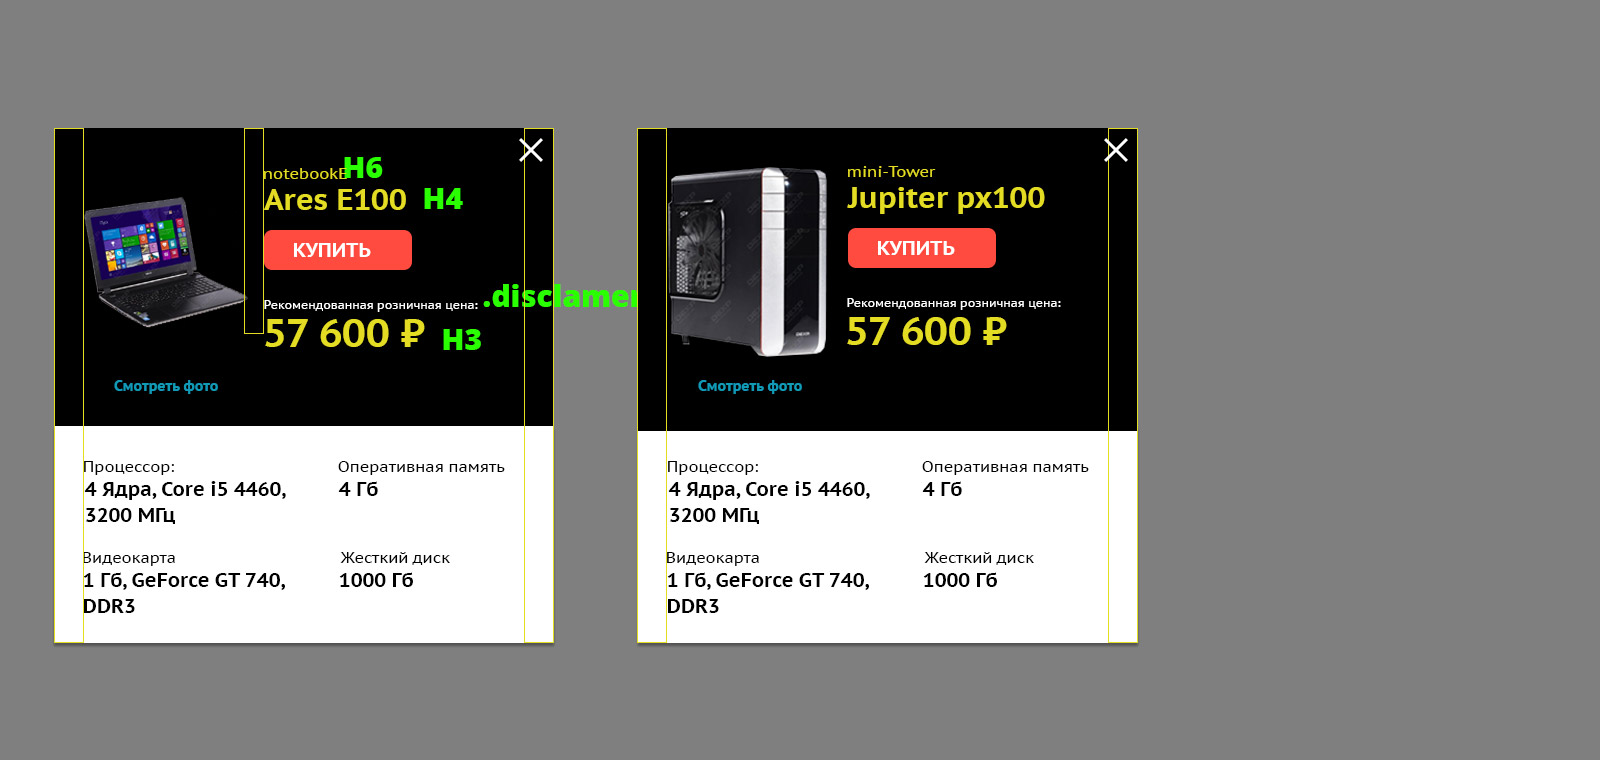 notebookE
H6
Ares E100
H4
КУПИТЬ
Рекомендованная розничная цена:
.disclamer
57 600 ₽
H3
Смотреть фото
Процессор:
4 Ядра, Core i5 4460,
3200 МГц
Оперативная память
4 Гб
Видеокарта
1 Гб, GeForce GT 740,
DDR3
Жесткий диск
1000 Гб
mini-Tower
Jupiter px100
КУПИТЬ
Рекомендованная розничная цена:
57 600 ₽
Смотреть фото
Процессор:
4 Ядра, Core i5 4460,
3200 МГц
Оперативная память
4 Гб
Видеокарта
1 Гб, GeForce GT 740,
DDR3
Жесткий диск
1000 Гб